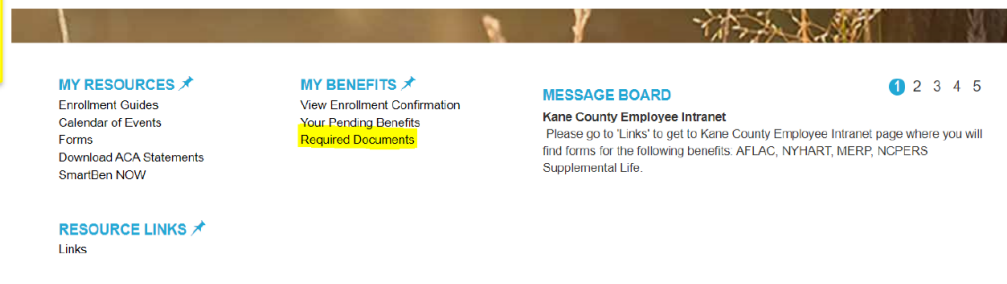 MY RESOURCES
Enrollment Guides
Calendar of Events
Forms
Download ACA Statements
SmartBen NOW
RESOURCE LINKS
Links
MY BENEFITS
View Enrollment Confirmation
Your Pending Benefits
Required Documents
1 2 3 4 5
MESSAGE BOARD
Kane County Employee Intranet
Please go to 'Links' to get to Kane County Employee Intranet page where you will
find forms for the following benefits: AFLAC, NYHART, MERP, NCPERS
Supplemental Life.